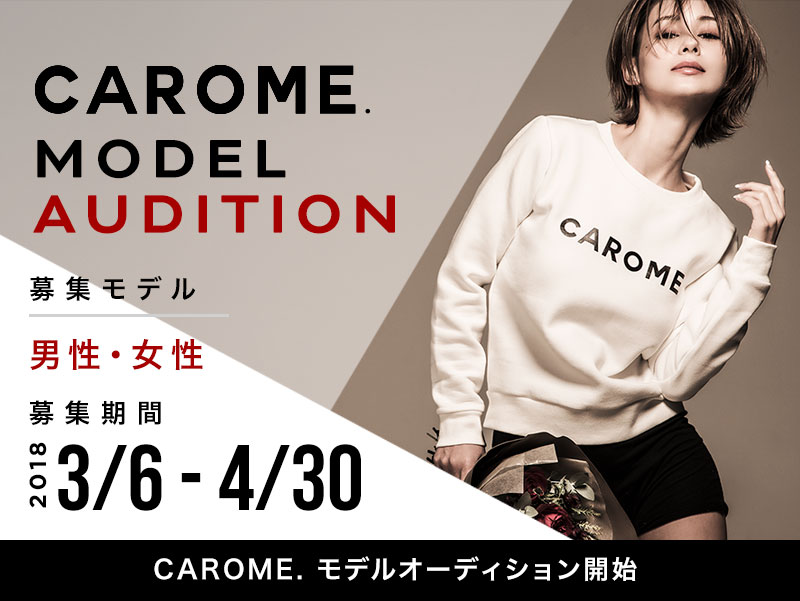 CAROME.
MODEL
AUDITION
募集モデル
男性・女性
募集期間
2018
3/6 - 4/30
CAROME
CAROME. モデルオーディション開始